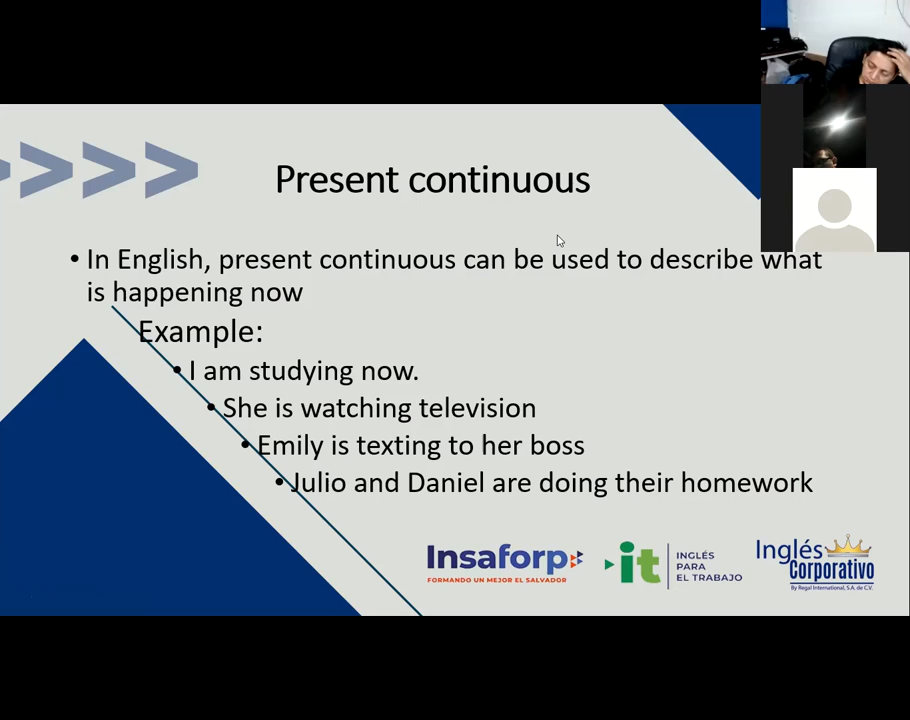 Present continuous
• In English, present continuous can be used to describe what
is happening now
Example:
• I am studying now.
• She is watching television
• Emily is texting to her boss
• Julio and Daniel are doing their homework
Insaforp
FORMANDO UN MEJOR EL SALVADOR
it
INGLÉS
PARA
EL TRABAJO
Inglés
Corporativo
By Regal International, S.A. de C.V.